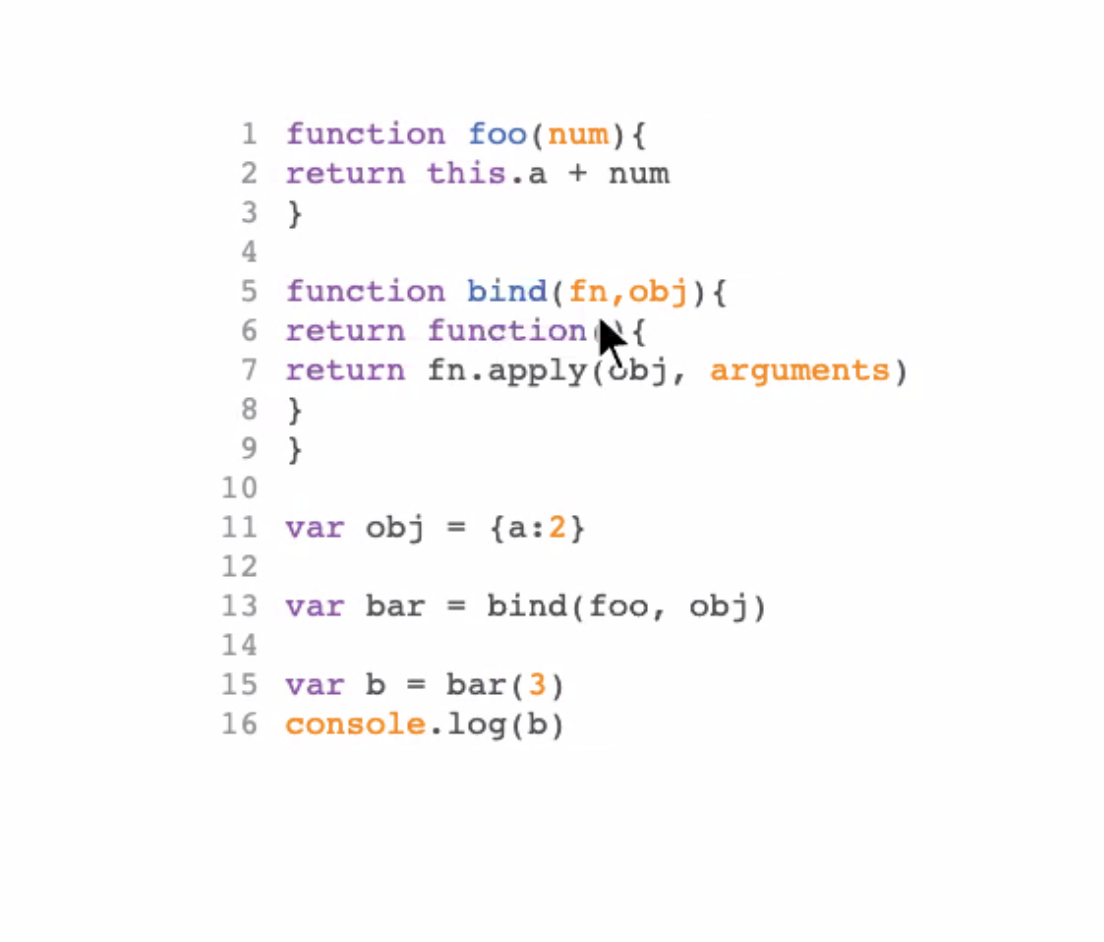 1 function foo(num){
2 return this.a + num
3 }
4
5 function bind(fn,obj){
6 return function(){
7 return fn.apply(obj, arguments)
8 }
9 }
10
11 var obj = {a:2}
12
13 var bar = bind(foo, obj)
14
15 var b = bar(3)
16 console.log(b)